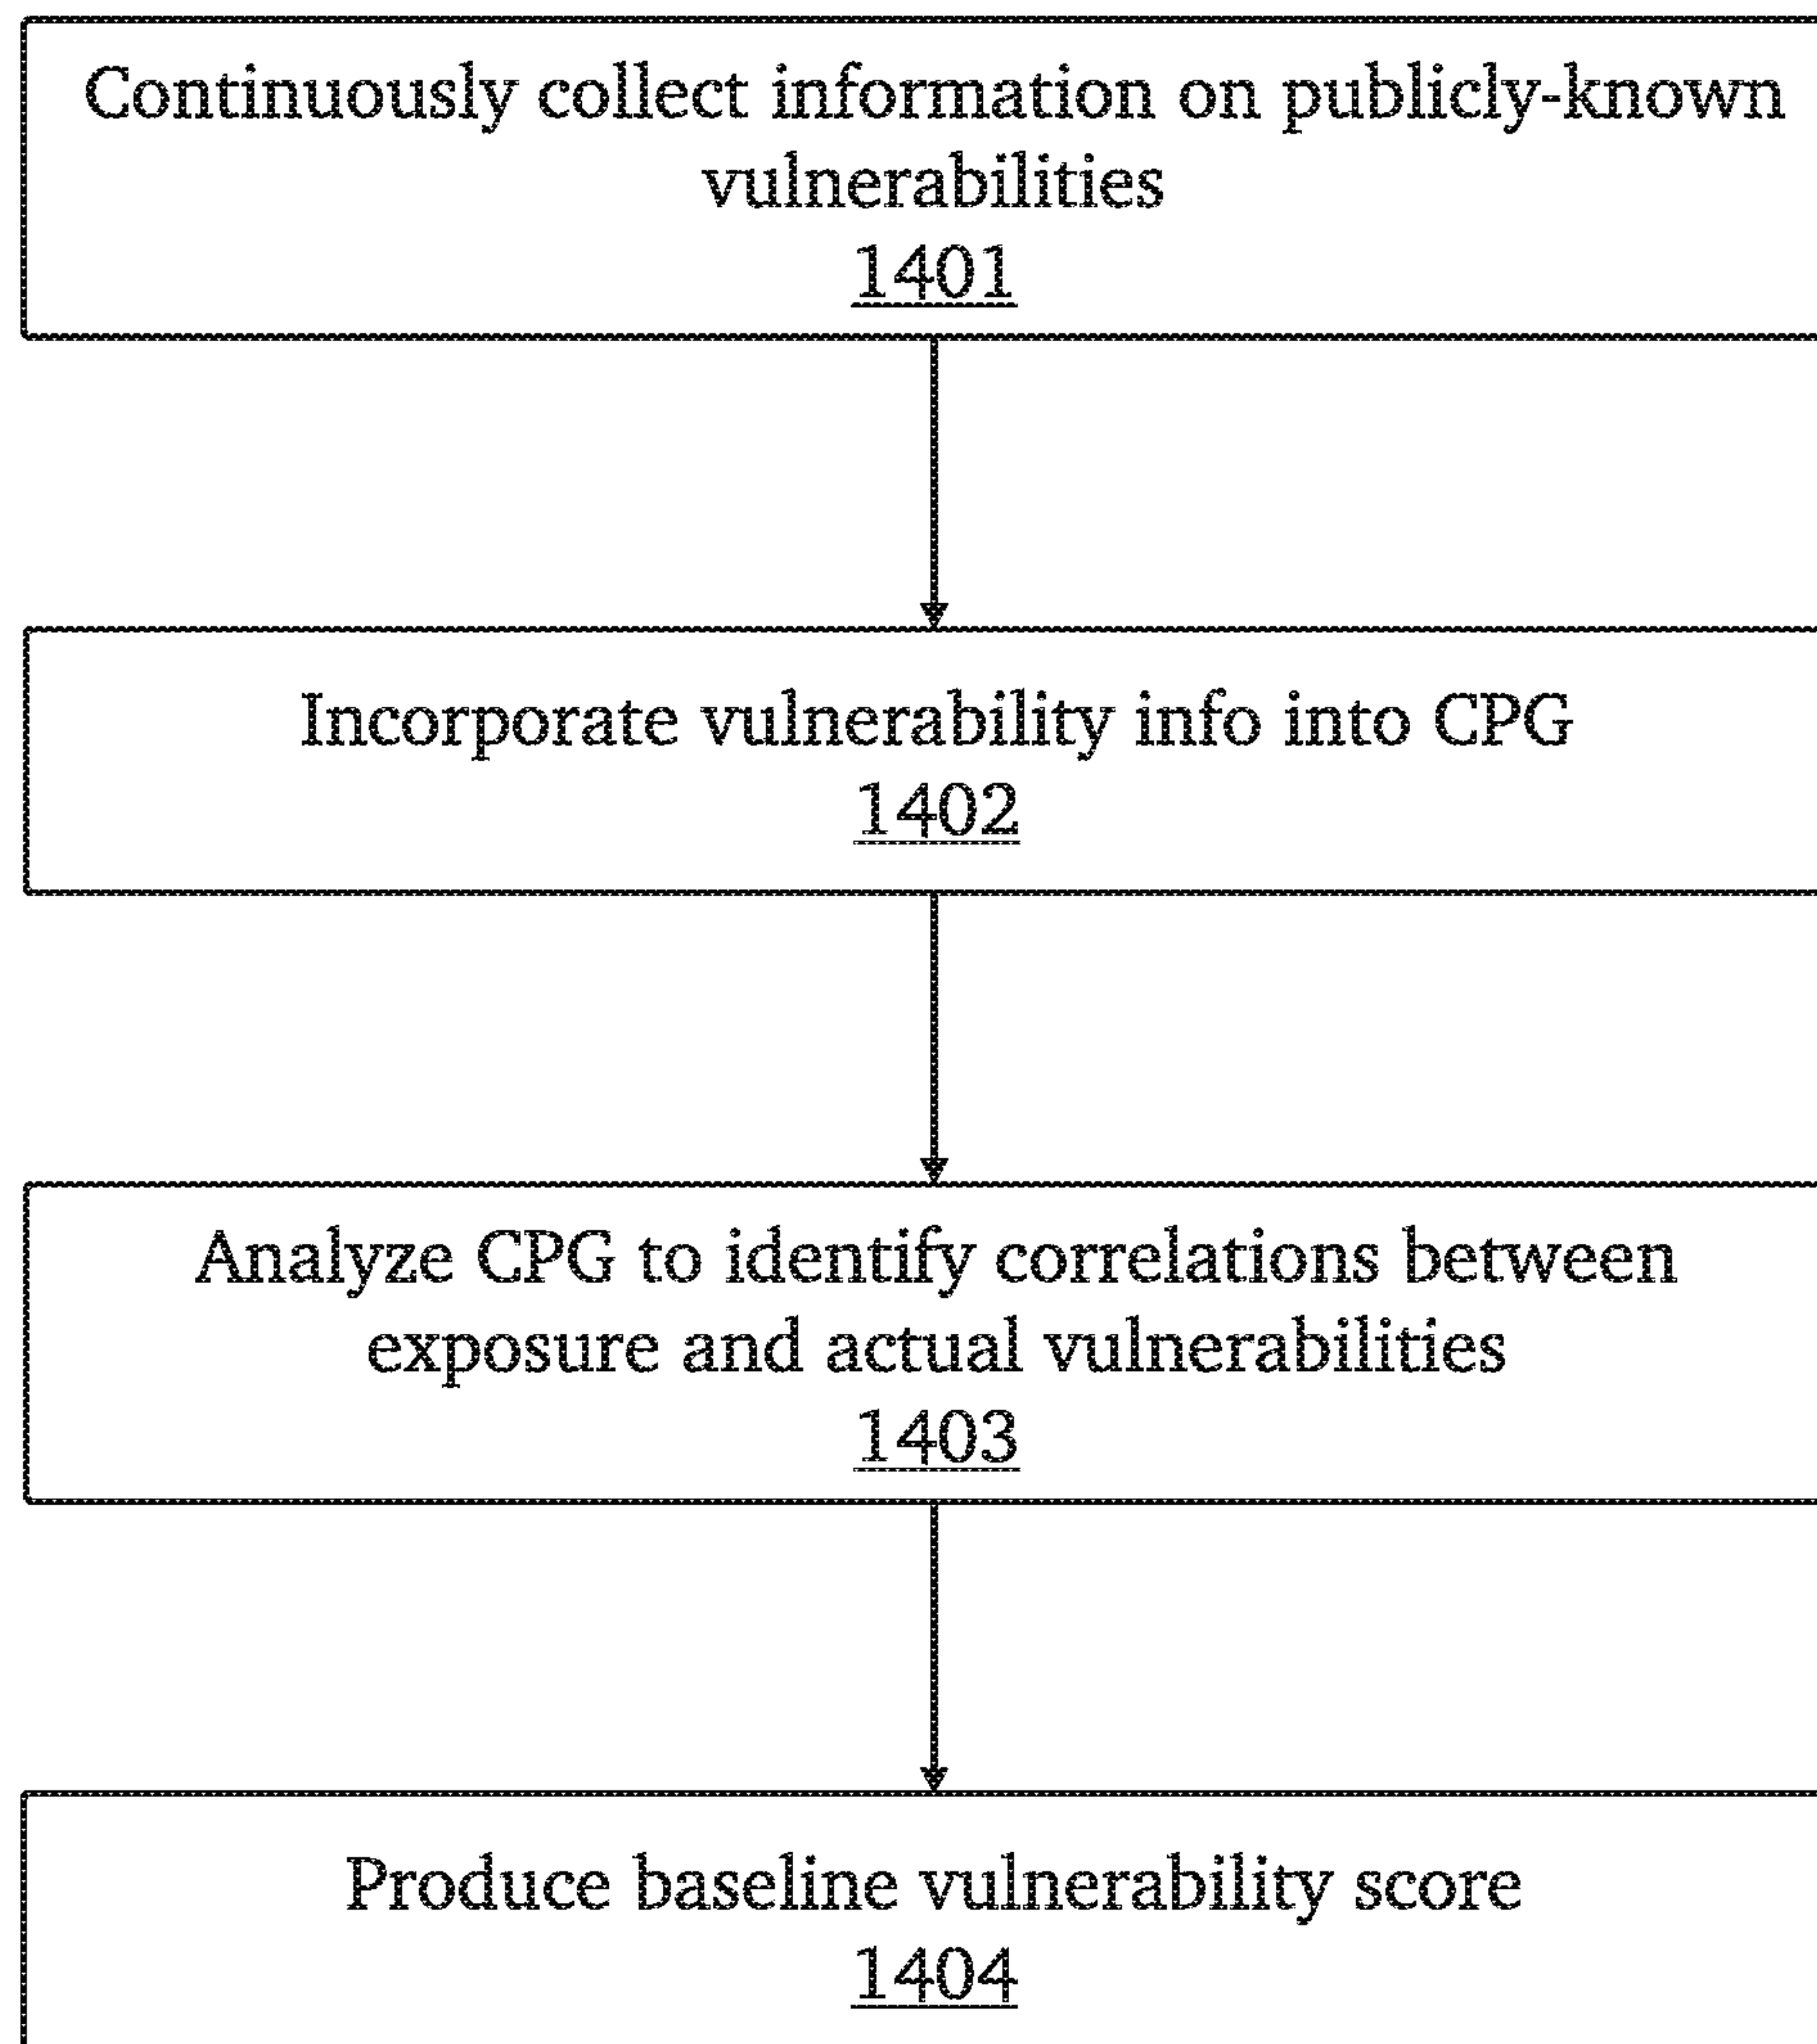 Continuously collect information on publicly-known
vulnerabilities
1401
Incorporate vulnerability info into CPG
1402
Analyze CPG to identify correlations between
exposure and actual vulnerabilities
1403
Produce baseline vulnerability score
1404